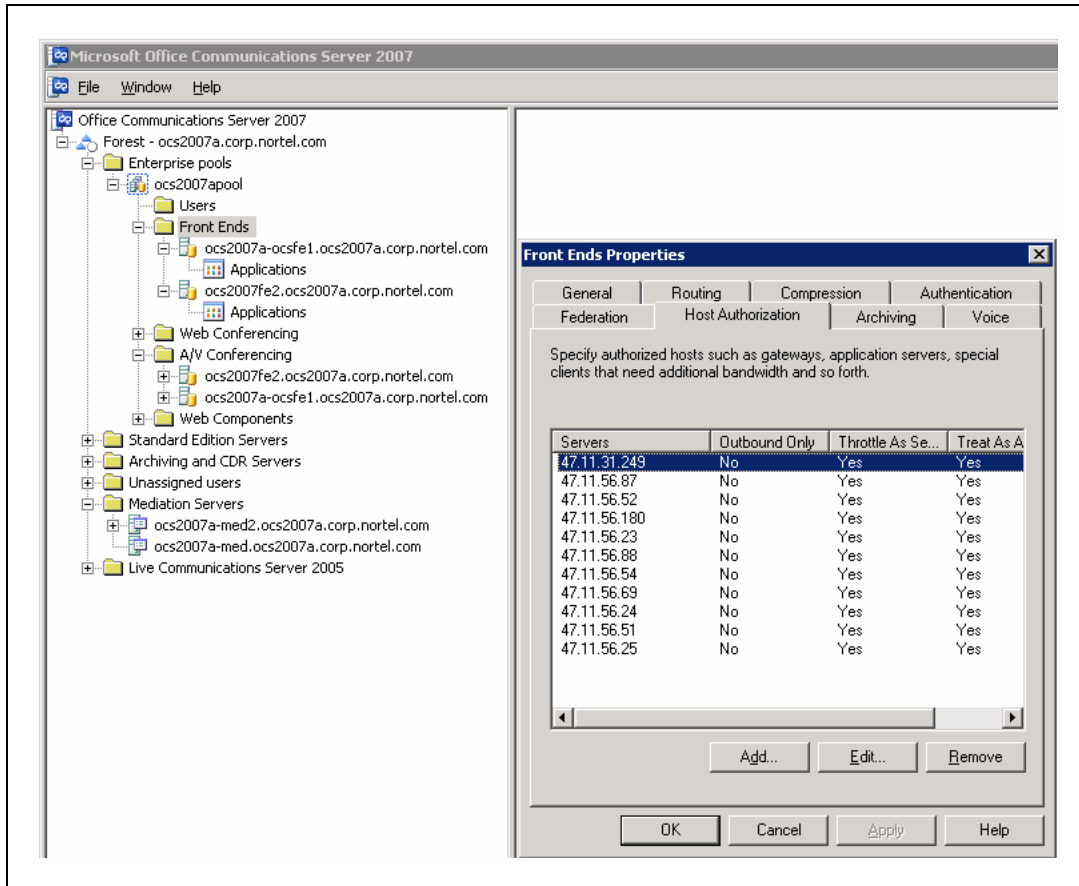 Microsoft Office Communications Server 2007
File Window Help
Office Communications Server 2007
Forest - ocs2007a.corp.nortel.com
Enterprise pools
ocs2007apool
Users
Front Ends
ocs2007a-ocsfe1.ocs2007a.corp.nortel.com
Applications
ocs2007fe2.ocs2007a.corp.nortel.com
Applications
Web Conferencing
A/V Conferencing
ocs2007fe2.ocs2007a.corp.nortel.com
ocs2007a-ocsfe1.ocs2007a.corp.nortel.com
Web Components
Standard Edition Servers
Archiving and CDR Servers
Unassigned users
Mediation Servers
ocs2007a-med2.ocs2007a.corp.nortel.com
ocs2007a-med.ocs2007a.corp.nortel.com
Live Communications Server 2005
Front Ends Properties
General Routing Compression Authentication
Federation Host Authorization Archiving Voice
Specify authorized hosts such as gateways, application servers, special
clients that need additional bandwidth and so forth.
Servers Outbound Only Throttle As Se... Treat As A
47.11.31.249 No Yes Yes
47.11.56.87 No Yes Yes
47.11.56.52 No Yes Yes
47.11.56.180 No Yes Yes
47.11.56.23 No Yes Yes
47.11.56.88 No Yes Yes
47.11.56.54 No Yes Yes
47.11.56.69 No Yes Yes
47.11.56.24 No Yes Yes
47.11.56.51 No Yes Yes
47.11.56.25 No Yes Yes
Add... Edit... Remove
OK Cancel Apply Help